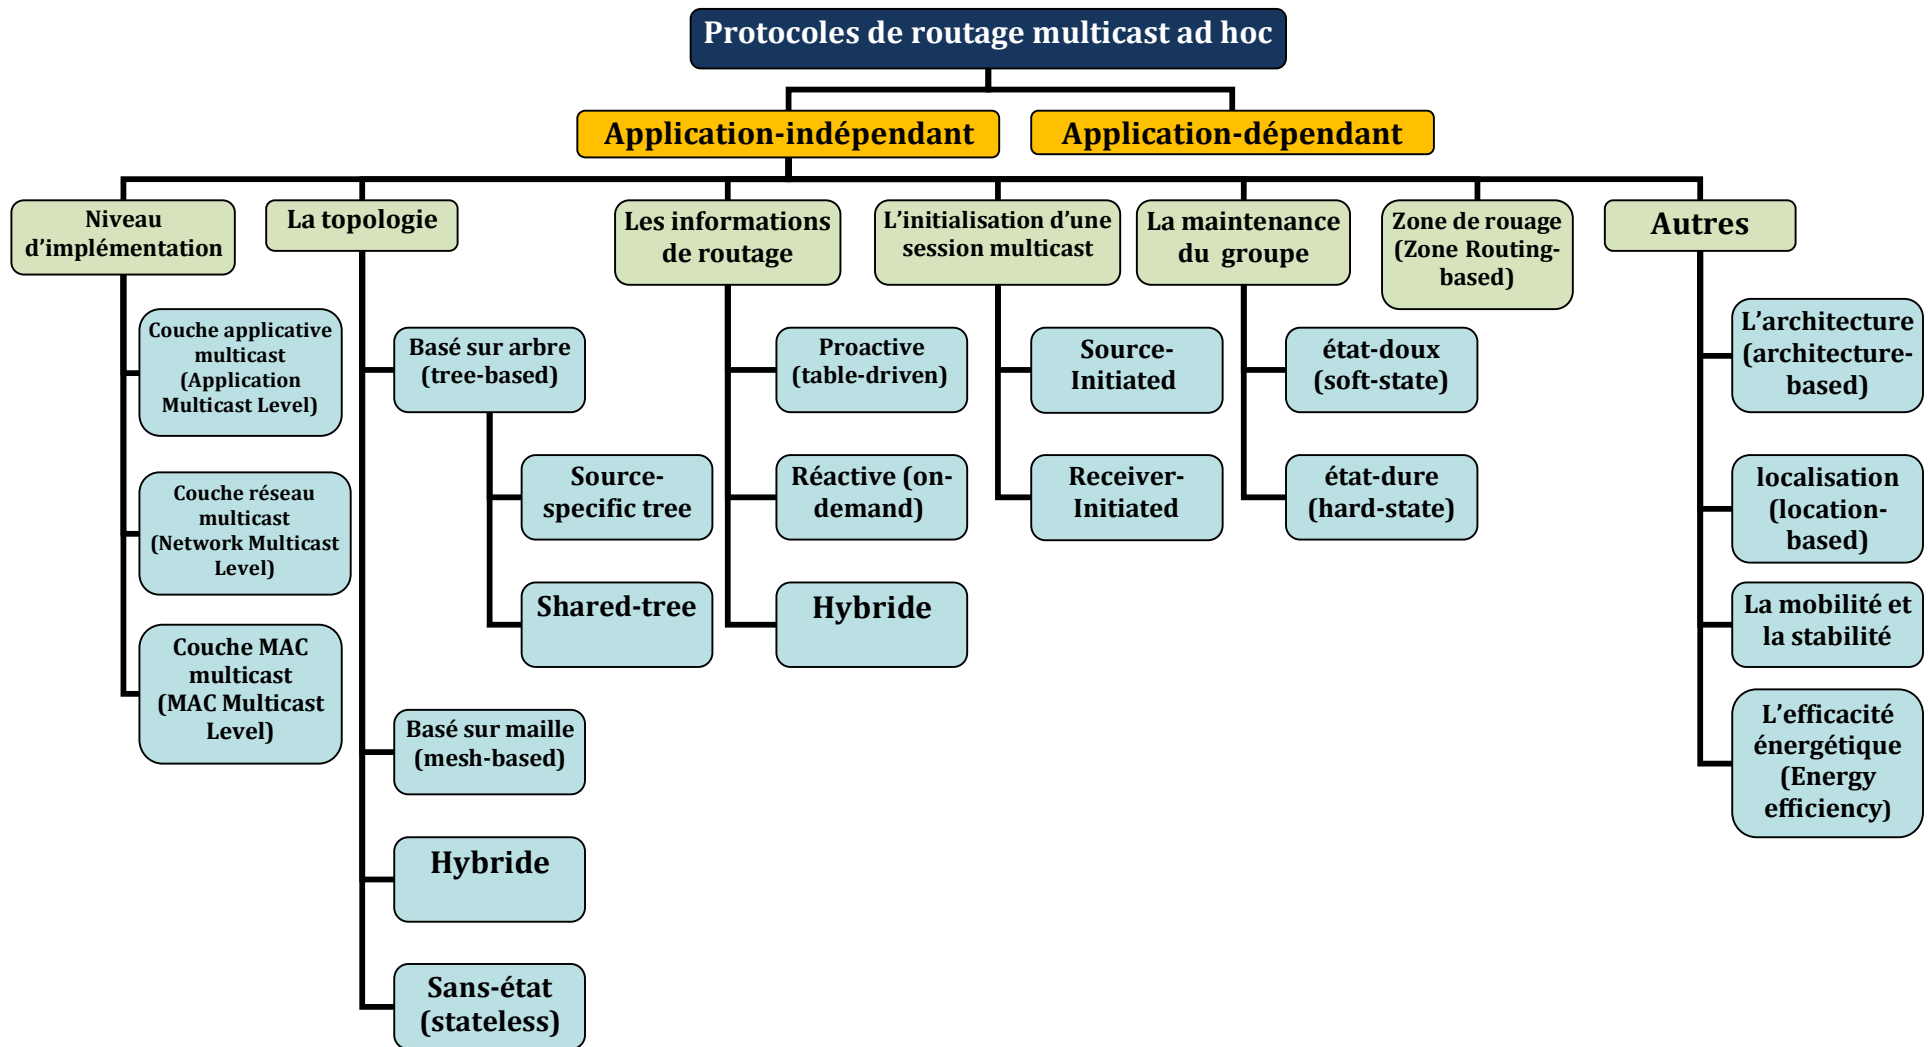 Protocoles de routage multicast ad hoc
Application-indépendant
Application-dépendant
Niveau
d’implémentation
La topologie
Les informations
de routage
L’initialisation d’une
session multicast
La maintenance
du groupe
Zone de rouage
(Zone Routing-
based)
Autres
Couche applicative
multicast
(Application
Multicast Level)
Couche réseau
multicast
(Network Multicast
Level)
Couche MAC
multicast
(MAC Multicast
Level)
Basé sur arbre
(tree-based)
Source-
specific tree
Shared-tree
Basé sur maille
(mesh-based)
Hybride
Sans-état
(stateless)
Proactive
(table-driven)
Réactive (on-
demand)
Hybride
Source-
Initiated
Receiver-
Initiated
état-doux
(soft-state)
état-dure
(hard-state)
L’architecture
(architecture-
based)
localisation
(location-
based)
La mobilité et
la stabilité
L’efficacité
énergétique
(Energy
efficiency)